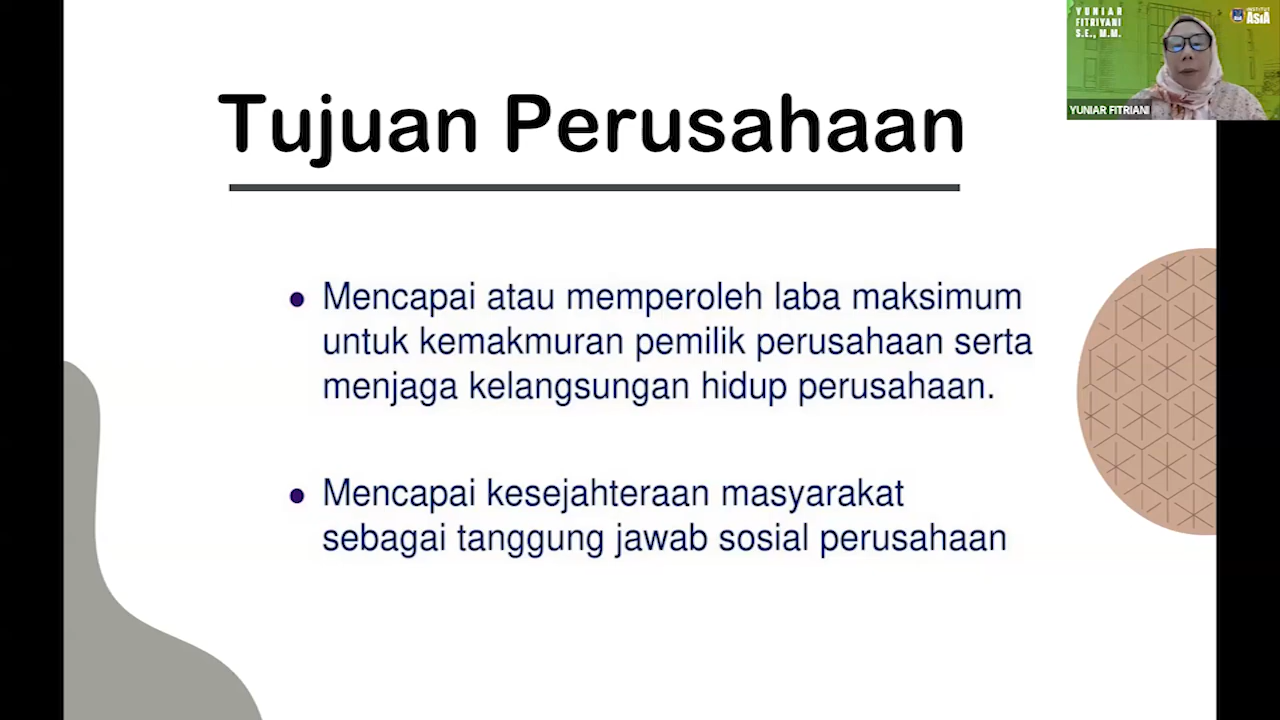 Tujuan Perusahaan
• Mencapai atau memperoleh laba maksimum
untuk kemakmuran pemilik perusahaan serta
menjaga kelangsungan hidup perusahaan.
• Mencapai kesejahteraan masyarakat
sebagai tanggung jawab sosial perusahaan
YUNIAR
FITRIYANI
S.E., M.M.
INSTITUT
ASIA
YUNIAR FITRIANI